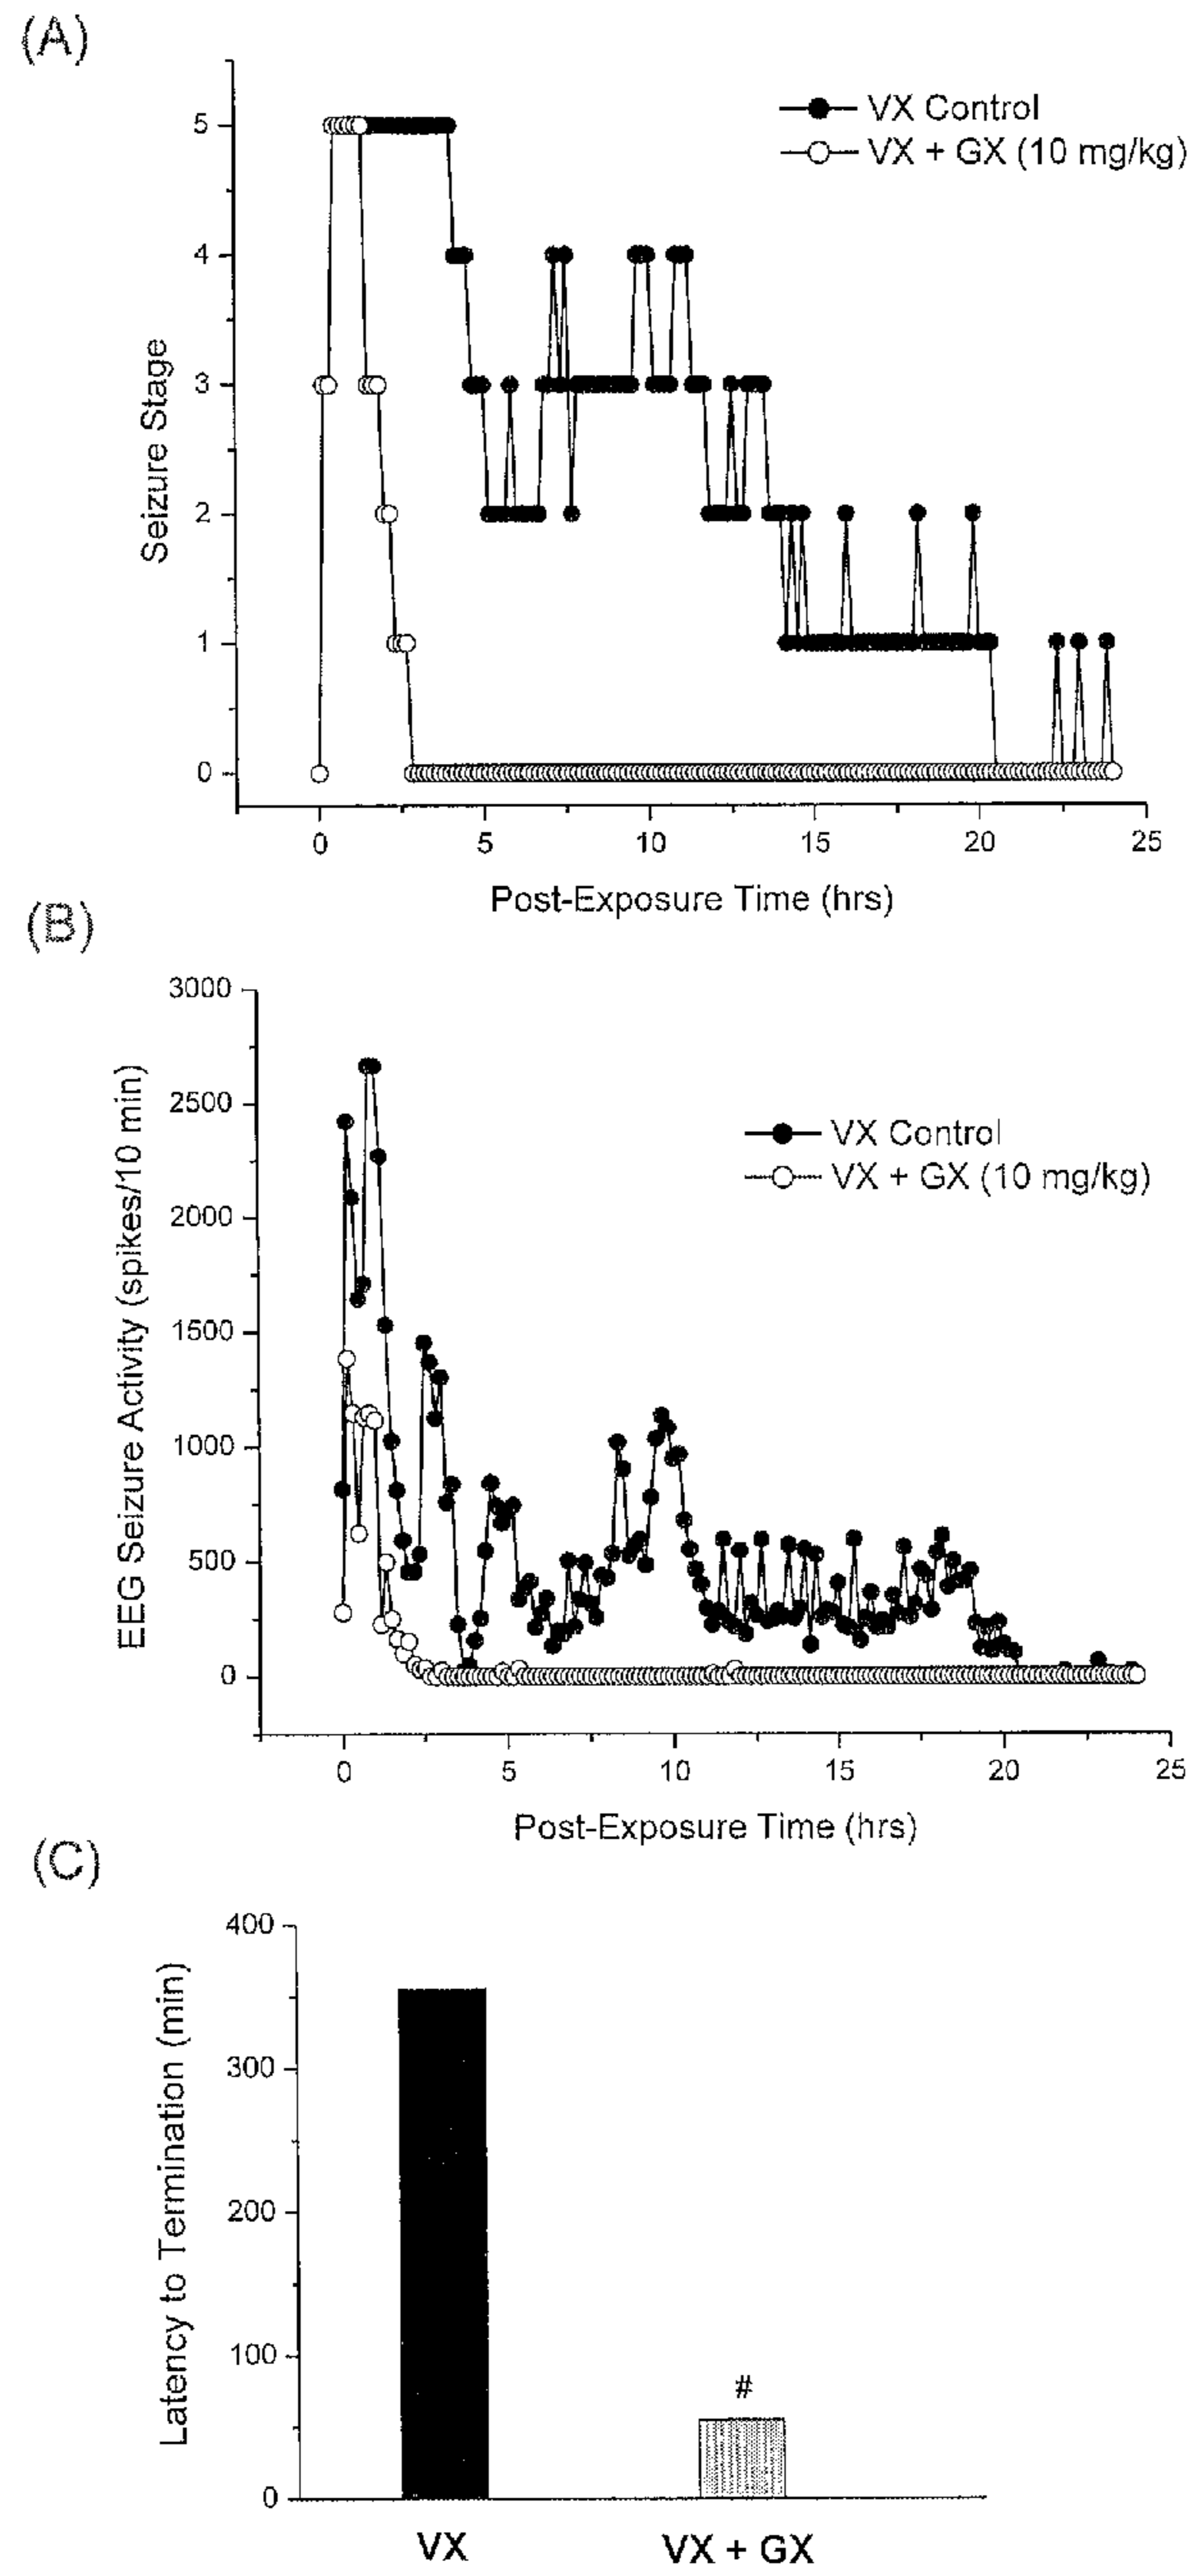 (A)
VX Control
VX + GX (10 mg/kg)
5
4
3
2
1
0
Seizure Stage
0 5 10 15 20 25
Post-Exposure Time (hrs)
(B)
3000
2500
2000
1500
1000
500
0
EEG Seizure Activity (spikes/10 min)
VX Control
VX + GX (10 mg/kg)
0 5 10 15 20 25
Post-Exposure Time (hrs)
(C)
400
300
200
100
0
Latency to Termination (min)
#
VX VX + GX